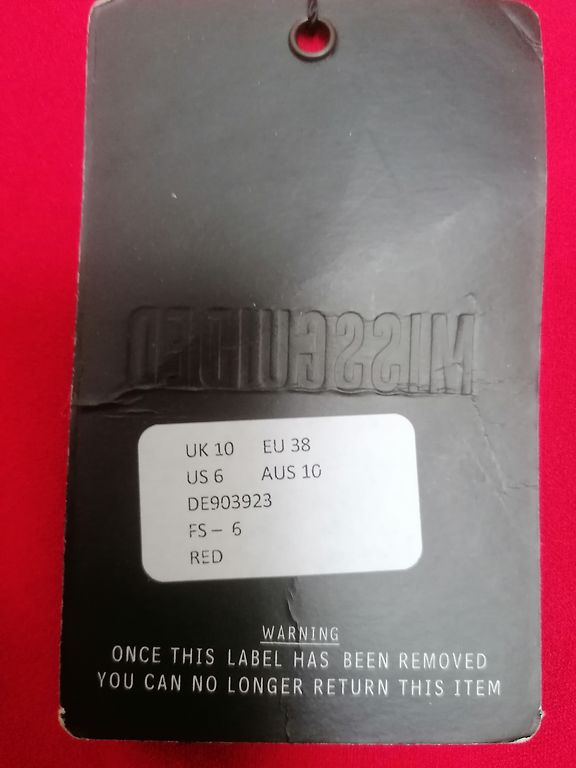 MISSGUIDED
UK 10 EU 38
US 6 AUS 10
DE903923
FS – 6
RED
WARNING
ONCE THIS LABEL HAS BEEN REMOVED
YOU CAN NO LONGER RETURN THIS ITEM